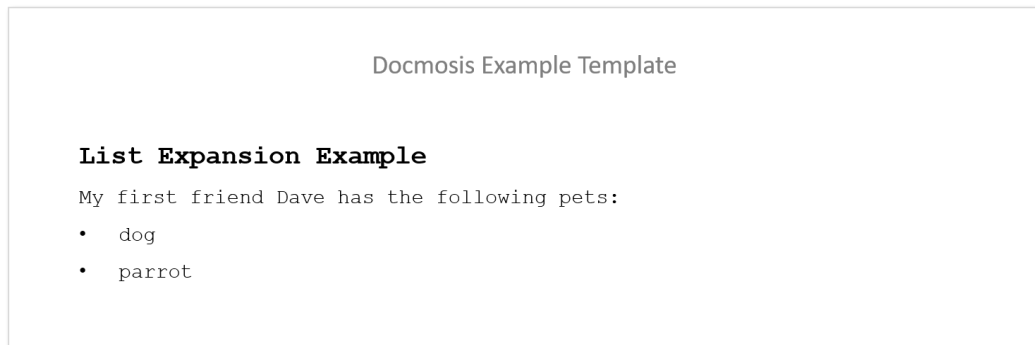 Docmosis Example Template
List Expansion Example
My first friend Dave has the following pets:
• dog
• parrot